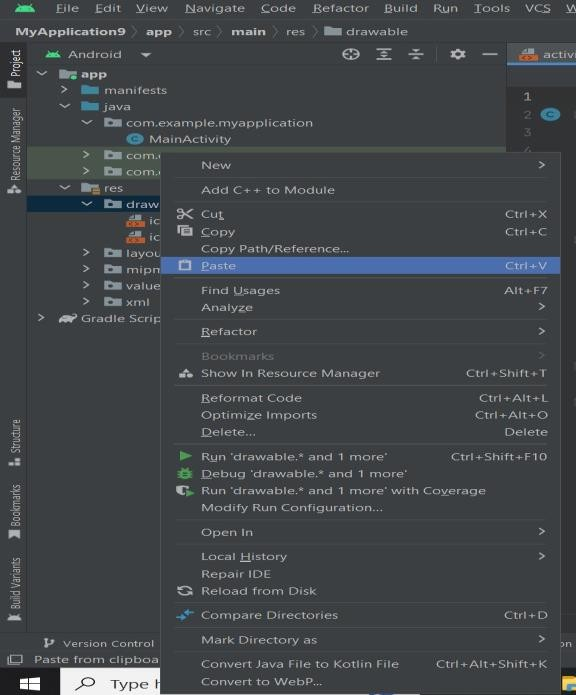 File Edit View Navigate Code Refactor Build Run Tools VCS W
MyApplication9 app src main res drawable
Project
Android
activi
app
manifests
1
java
2
com.example.myapplication
3
MainActivity
4
com.
com.
res
draw
ic
ic
layou
mipm
value
xml
Gradle Scrip
Resource Manager
Structure
Bookmarks
Build Variants
New
Add C++ to Module
Cut Ctrl+X
Copy Ctrl+C
Copy Path/Reference...
Paste Ctrl+V
Find Usages Alt+F7
Analyze
Refactor
Bookmarks
Show In Resource Manager Ctrl+Shift+T
Reformat Code Ctrl+Alt+L
Optimize Imports Ctrl+Alt+O
Delete... Delete
Run 'drawable.* and 1 more' Ctrl+Shift+F10
Debug 'drawable.* and 1 more'
Run 'drawable.* and 1 more' with Coverage
Modify Run Configuration...
Open In
Local History
Repair IDE
Reload from Disk
Compare Directories Ctrl+D
Mark Directory as
Convert Java File to Kotlin File Ctrl+Alt+Shift+K
Convert to WebP...
Version Control
on
Paste from clipboa
Type h